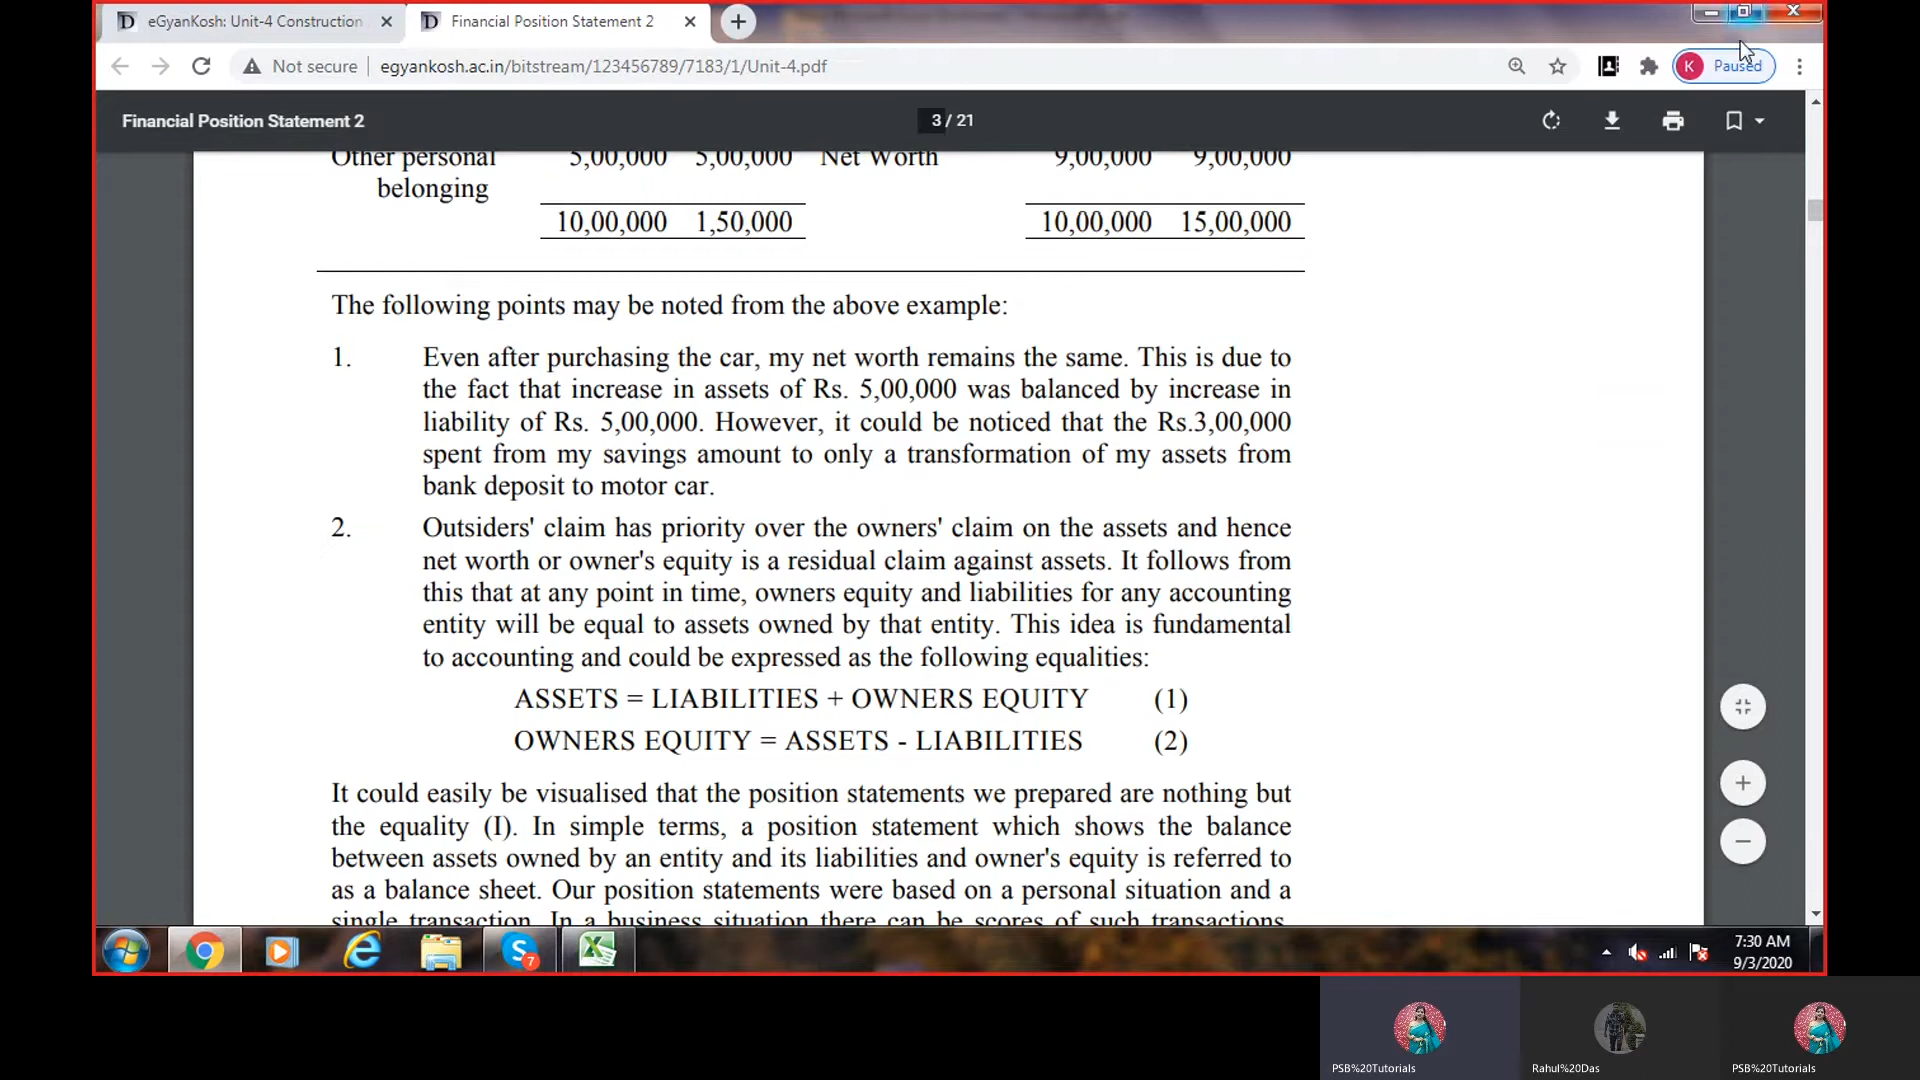 eGyanKosh: Unit-4 Construction
Financial Position Statement 2
Not secure
egyankosh.ac.in/bitstream/123456789/7183/1/Unit-4.pdf
K Paused
Financial Position Statement 2
3 / 21
Other personal 5,00,000 5,00,000 Net Worth 9,00,000 9,00,000
belonging
10,00,000 1,50,000 10,00,000 15,00,000
The following points may be noted from the above example:
1. Even after purchasing the car, my net worth remains the same. This is due to
the fact that increase in assets of Rs. 5,00,000 was balanced by increase in
liability of Rs. 5,00,000. However, it could be noticed that the Rs.3,00,000
spent from my savings amount to only a transformation of my assets from
bank deposit to motor car.
2. Outsiders' claim has priority over the owners' claim on the assets and hence
net worth or owner's equity is a residual claim against assets. It follows from
this that at any point in time, owners equity and liabilities for any accounting
entity will be equal to assets owned by that entity. This idea is fundamental
to accounting and could be expressed as the following equalities:
ASSETS = LIABILITIES + OWNERS EQUITY (1)
OWNERS EQUITY = ASSETS - LIABILITIES (2)
It could easily be visualised that the position statements we prepared are nothing but
the equality (I). In simple terms, a position statement which shows the balance
between assets owned by an entity and its liabilities and owner's equity is referred to
as a balance sheet. Our position statements were based on a personal situation and a
single transaction. In a business situation there can be scores of such transactions.
7
7:30 AM
9/3/2020
PSB%20Tutorials
Rahul%20Das
PSB%20Tutorials